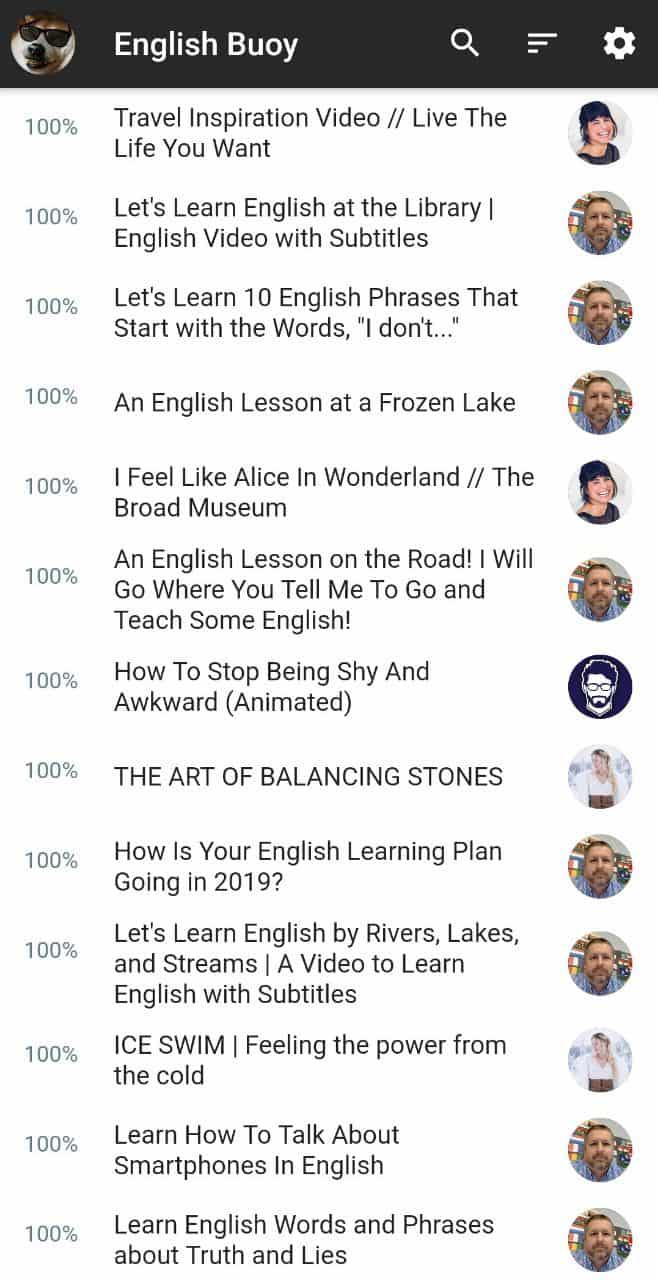 English Buoy
100%
Travel Inspiration Video // Live The
Life You Want
100%
Let's Learn English at the Library |
English Video with Subtitles
100%
Let's Learn 10 English Phrases That
Start with the Words, "I don't..."
100%
An English Lesson at a Frozen Lake
100%
I Feel Like Alice In Wonderland // The
Broad Museum
100%
An English Lesson on the Road! I Will
Go Where You Tell Me To Go and
Teach Some English!
100%
How To Stop Being Shy And
Awkward (Animated)
100%
THE ART OF BALANCING STONES
100%
How Is Your English Learning Plan
Going in 2019?
100%
Let's Learn English by Rivers, Lakes,
and Streams | A Video to Learn
English with Subtitles
100%
ICE SWIM | Feeling the power from
the cold
100%
Learn How To Talk About
Smartphones In English
100%
Learn English Words and Phrases
about Truth and Lies